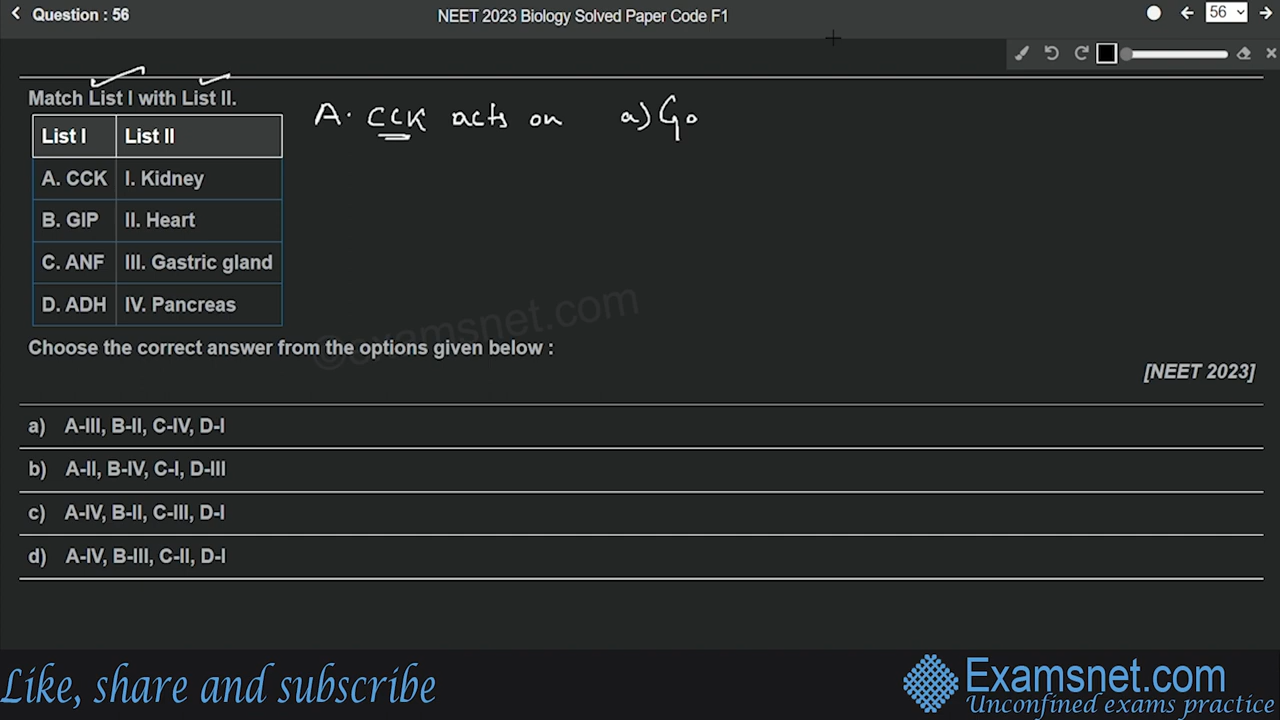 Question : 56
NEET 2023 Biology Solved Paper Code F1
56
Match List I with List II.
A. CCK acts on a) Ga
List I List II
A. CCK I. Kidney
B. GIP II. Heart
C. ANF III. Gastric gland
D. ADH IV. Pancreas
©examsnet.com
Choose the correct answer from the options given below :
[NEET 2023]
a) A-III, B-II, C-IV, D-I
b) A-II, B-IV, C-I, D-III
c) A-IV, B-II, C-III, D-I
d) A-IV, B-III, C-II, D-I
Like, share and subscribe
Examsnet.com
Unconfined exams practice